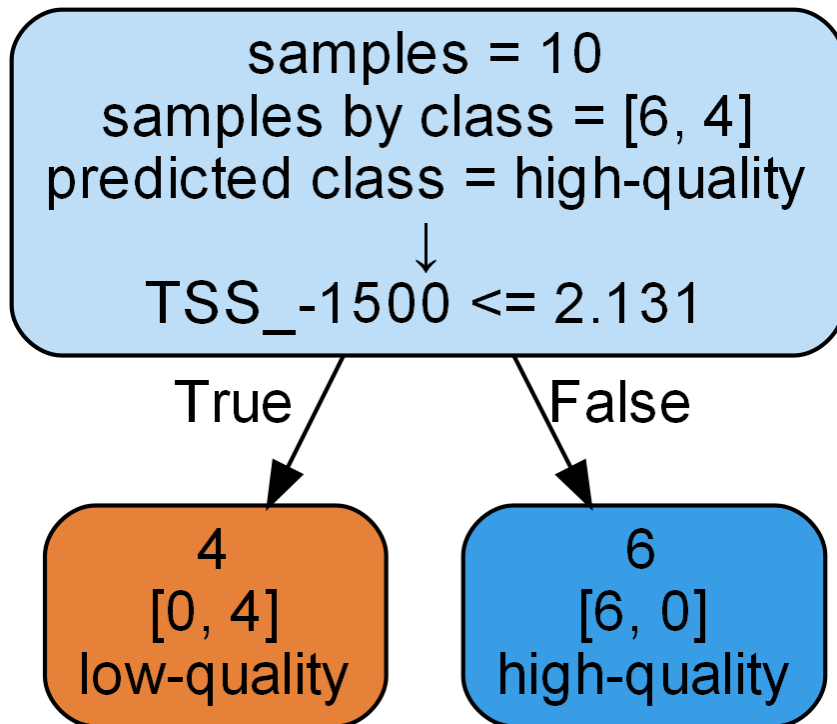 samples = 10
samples by class = [6, 4]
predicted class = high-quality
↓
TSS_-1500 <= 2.131
True
False
4
[0, 4]
low-quality
6
[6, 0]
high-quality